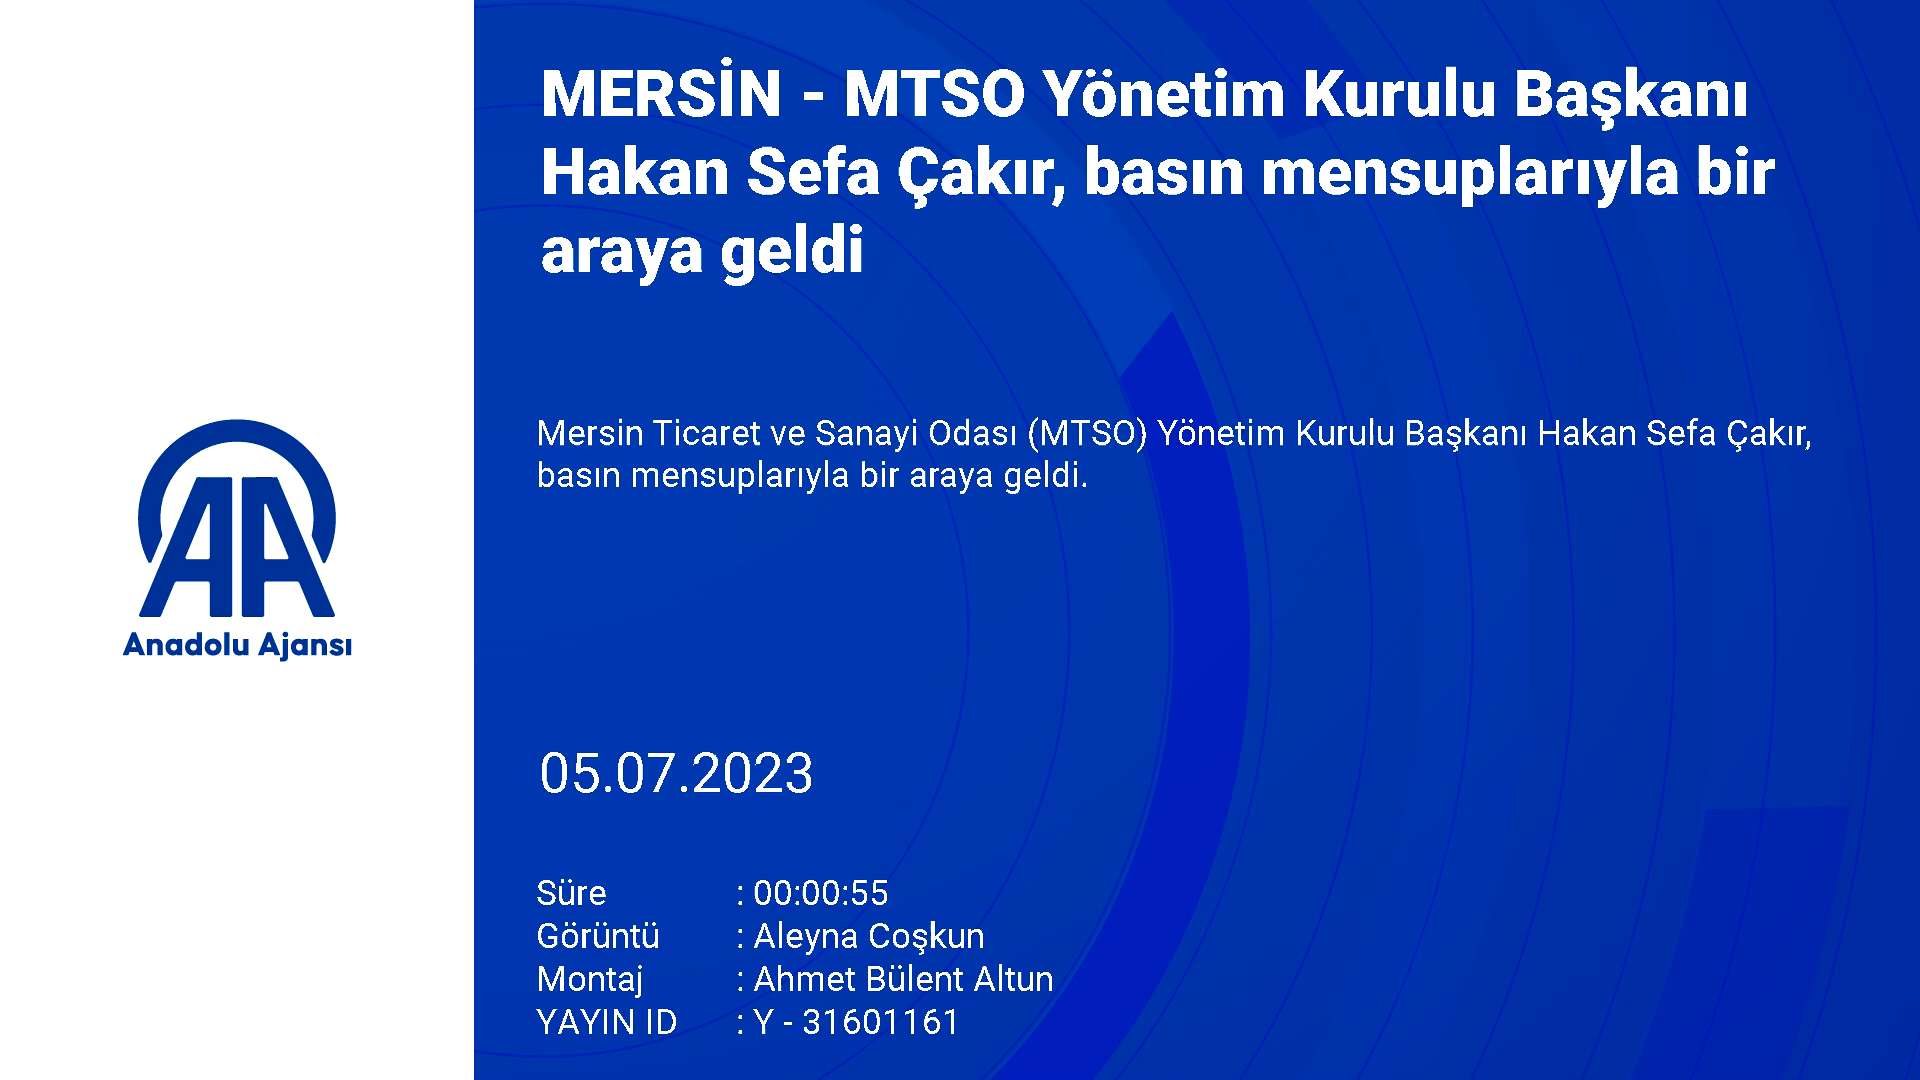 MERSİN - MTSO Yönetim Kurulu Başkanı
Hakan Sefa Çakır, basın mensuplarıyla bir
araya geldi
Mersin Ticaret ve Sanayi Odası (MTSO) Yönetim Kurulu Başkanı Hakan Sefa Çakır,
basın mensuplarıyla bir araya geldi.
AA
Anadolu Ajansı
05.07.2023
Süre : 00:00:55
Görüntü : Aleyna Coşkun
Montaj : Ahmet Bülent Altun
YAYIN ID : Y - 31601161